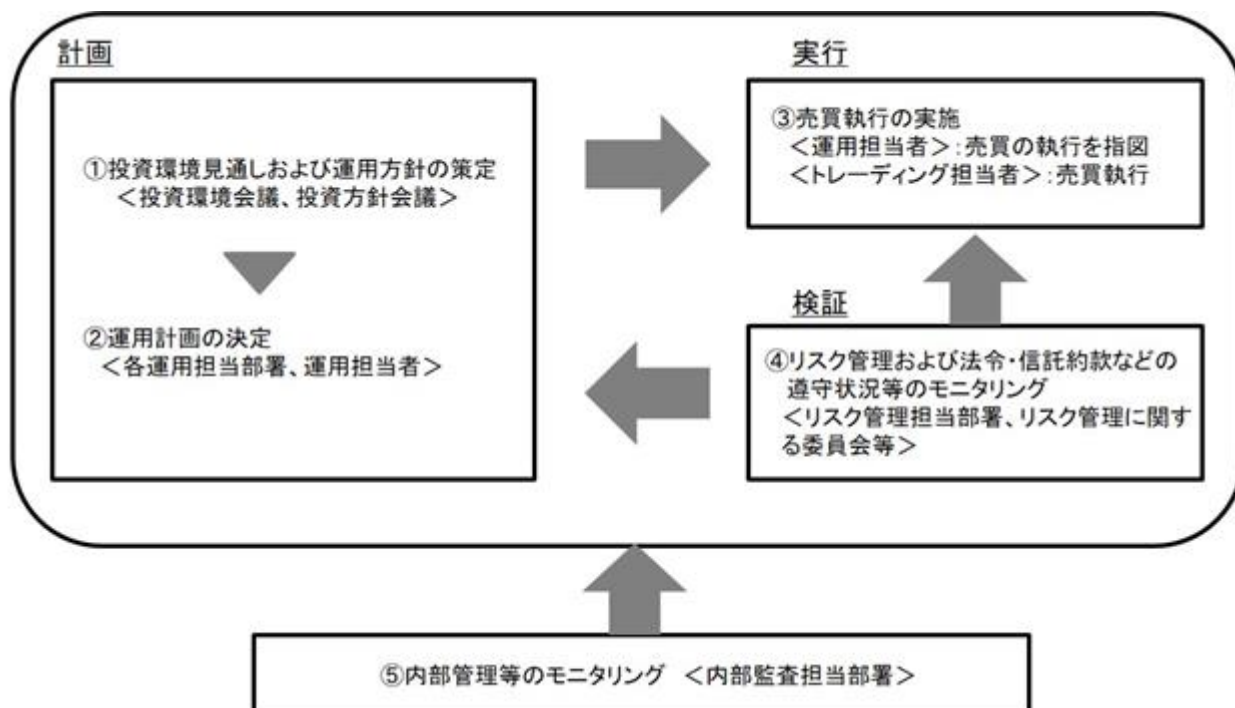 計画
①投資環境見通しおよび運用方針の策定
＜投資環境会議、投資方針会議＞
②運用計画の決定
＜各運用担当部署、運用担当者＞
実行
③売買執行の実施
＜運用担当者＞:売買の執行を指図
＜トレーディング担当者＞:売買執行
検証
④リスク管理および法令・信託約款などの
遵守状況等のモニタリング
＜リスク管理担当部署、リスク管理に関す
る委員会等＞
⑤内部管理等のモニタリング ＜内部監査担当部署＞